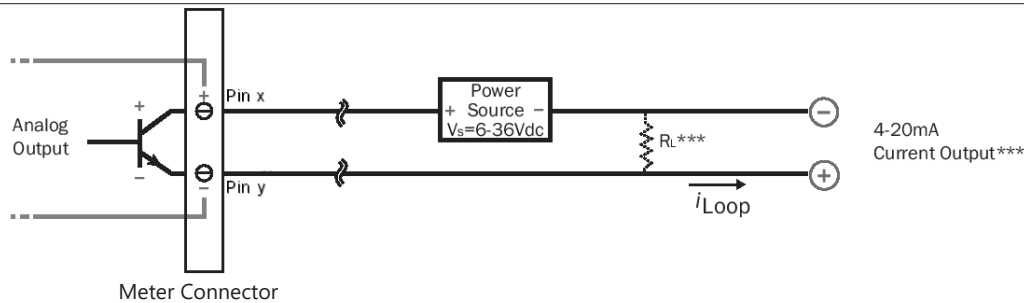 Pin x
Power
+ Source −
Vs=6-36Vdc
Analog
Output
+
−
+
−
RL***
4-20mA
Current Output***
−
+
Pin y
iLoop
Meter Connector